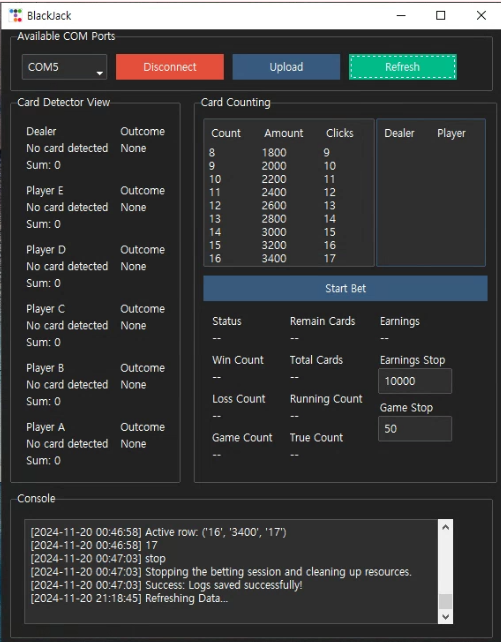 BlackJack
Available COM Ports
COM5 Disconnect Upload Refresh
Card Detector View
Dealer Outcome
No card detected None
Sum: 0
Player E Outcome
No card detected None
Sum: 0
Player D Outcome
No card detected None
Sum: 0
Player C Outcome
No card detected None
Sum: 0
Player B Outcome
No card detected None
Sum: 0
Player A Outcome
No card detected None
Sum: 0
Card Counting
Count Amount Clicks
8 1800 9
9 2000 10
10 2200 11
11 2400 12
12 2600 13
13 2800 14
14 3000 15
15 3200 16
16 3400 17
Dealer Player
Start Bet
Status Remain Cards Earnings
-- -- --
Win Count Total Cards Earnings Stop
-- -- 10000
Loss Count Running Count Game Stop
-- -- 50
Game Count True Count
-- --
Console
[2024-11-20 00:46:58] Active row: ('16', '3400', '17')
[2024-11-20 00:46:58] 17
[2024-11-20 00:47:03] stop
[2024-11-20 00:47:03] Stopping the betting session and cleaning up resources.
[2024-11-20 00:47:03] Success: Logs saved successfully!
[2024-11-20 21:18:45] Refreshing Data...